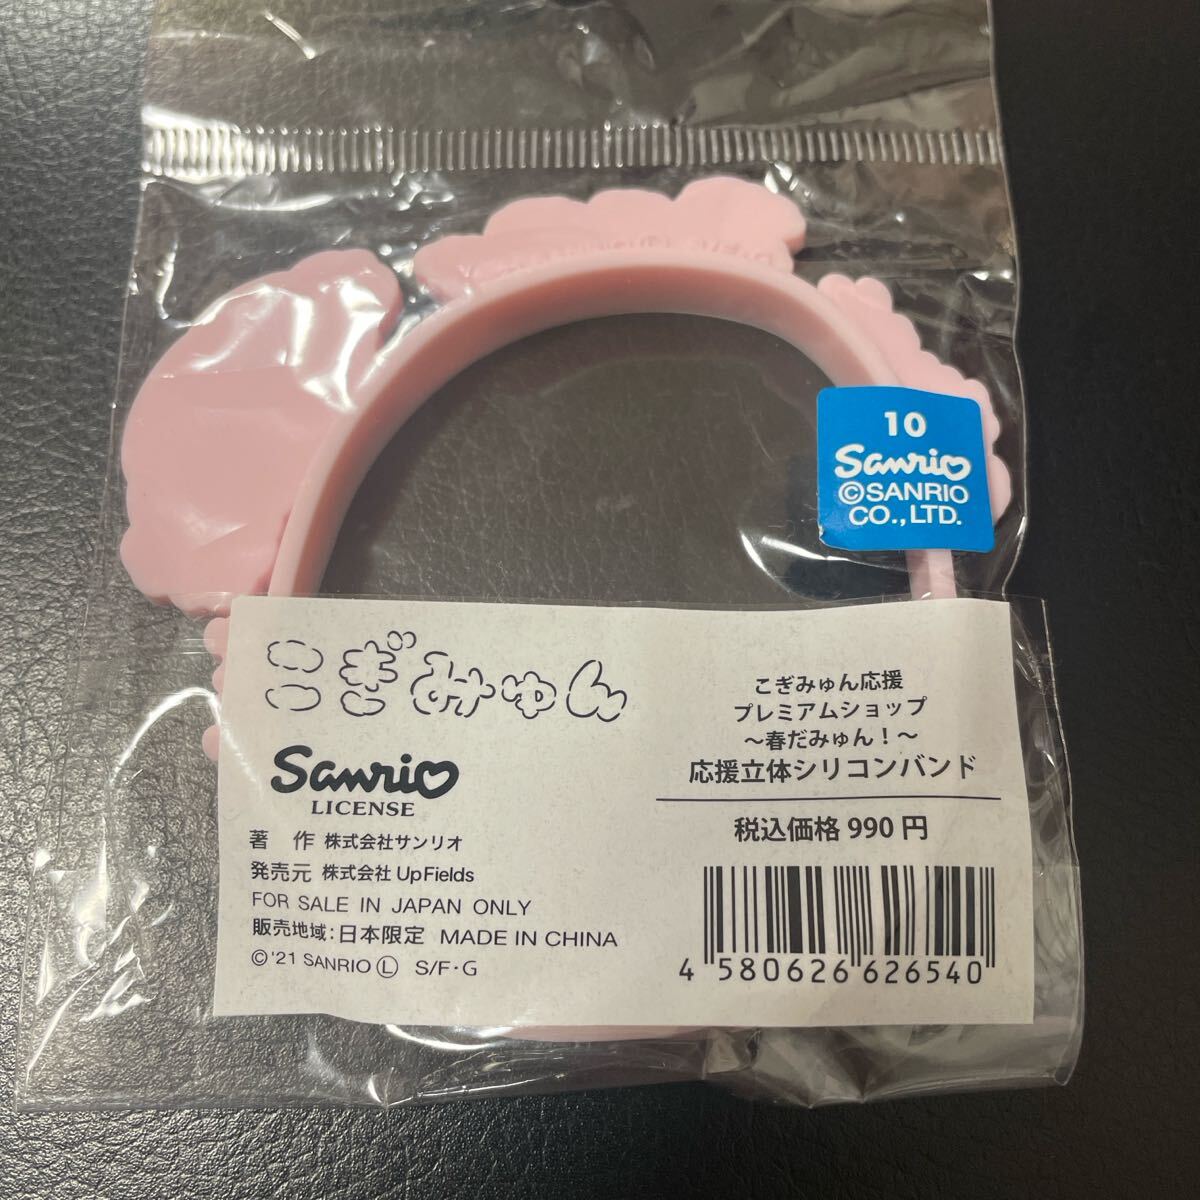 10
Sanrio
©SANRIO
CO.,LTD.
こぎみゅん
Sanrio
LICENSE
著 作 株式会社サンリオ
発売元 株式会社 UpFields
FOR SALE IN JAPAN ONLY
販売地域:日本限定 MADE IN CHINA
©'21 SANRIO Ⓛ S/F・G
こぎみゅん応援
プレミアムショップ
~春だみゅん!~
応援立体シリコンバンド
税込価格 990 円
4 580626 626540